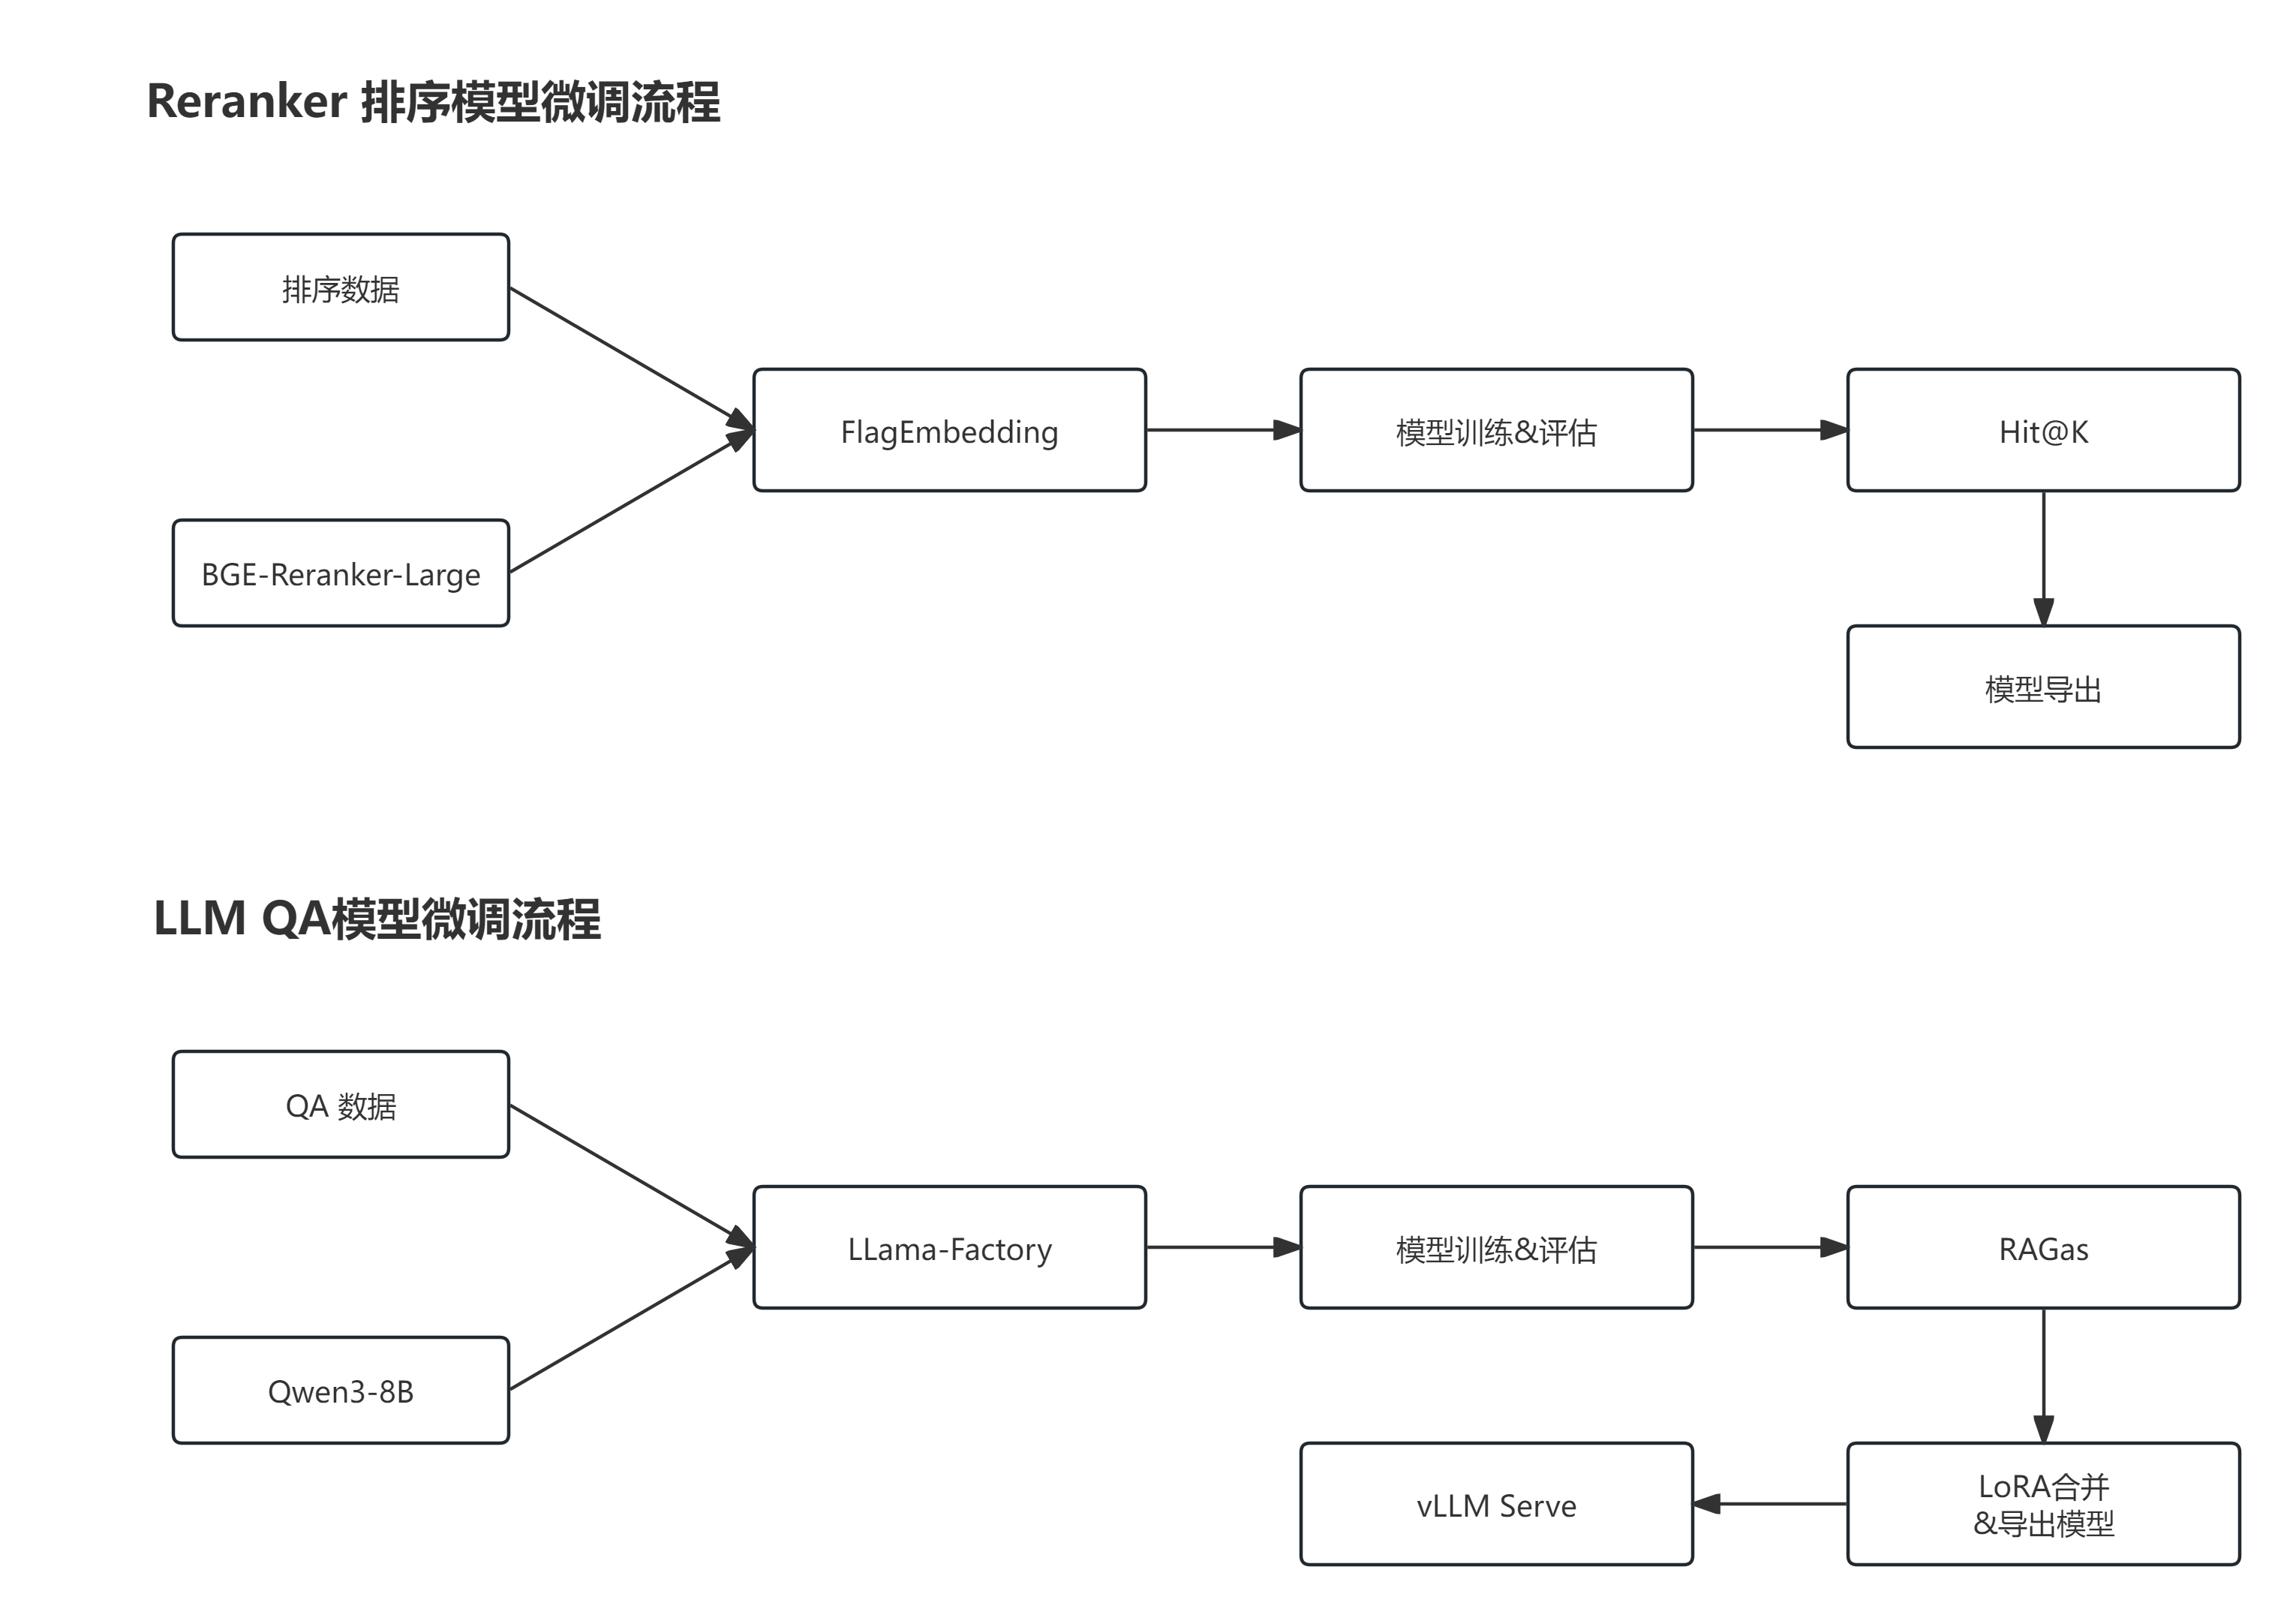 Reranker 排序模型微调流程
排序数据
BGE-Reranker-Large
FlagEmbedding
模型训练&评估
Hit@K
模型导出
LLM QA模型微调流程
QA 数据
Qwen3-8B
LLama-Factory
模型训练&评估
RAGas
LoRA合并
&导出模型
vLLM Serve